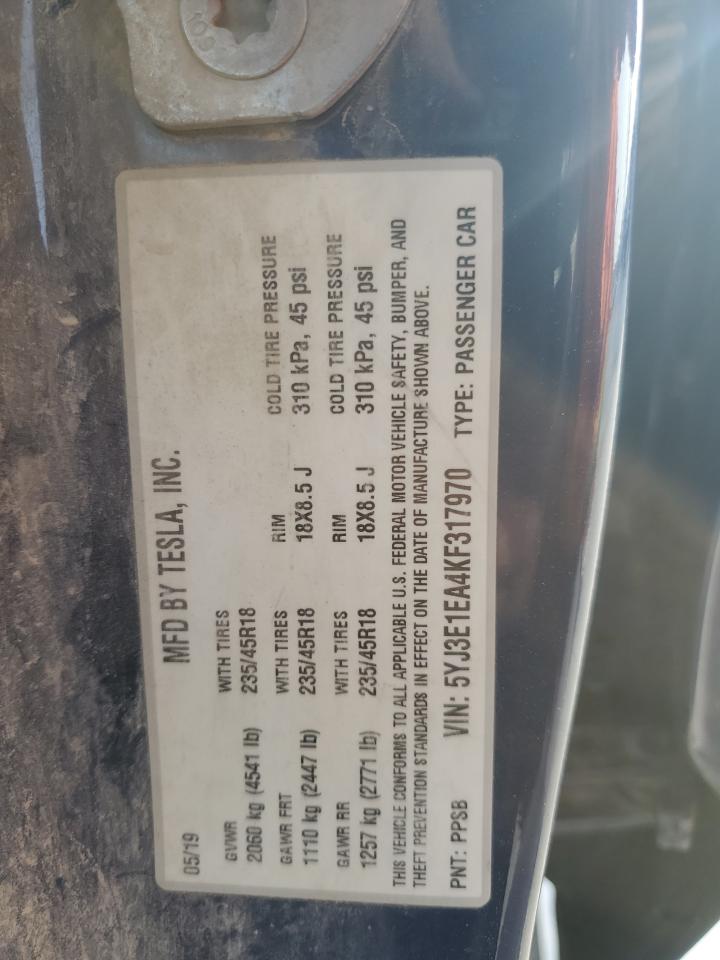 05/19 MFD BY TESLA, INC.
GVWR WITH TIRES
2060 kg (4541 lb) 235/45R18
GAWR FRT WITH TIRES RIM COLD TIRE PRESSURE
1110 kg (2447 lb) 235/45R18 18X8.5 J 310 kPa, 45 psi
GAWR RR WITH TIRES RIM COLD TIRE PRESSURE
1257 kg (2771 lb) 235/45R18 18X8.5 J 310 kPa, 45 psi
THIS VEHICLE CONFORMS TO ALL APPLICABLE U.S. FEDERAL MOTOR VEHICLE SAFETY, BUMPER, AND
THEFT PREVENTION STANDARDS IN EFFECT ON THE DATE OF MANUFACTURE SHOWN ABOVE.
PNT: PPSB VIN: 5YJ3E1EA4KF317970 TYPE: PASSENGER CAR